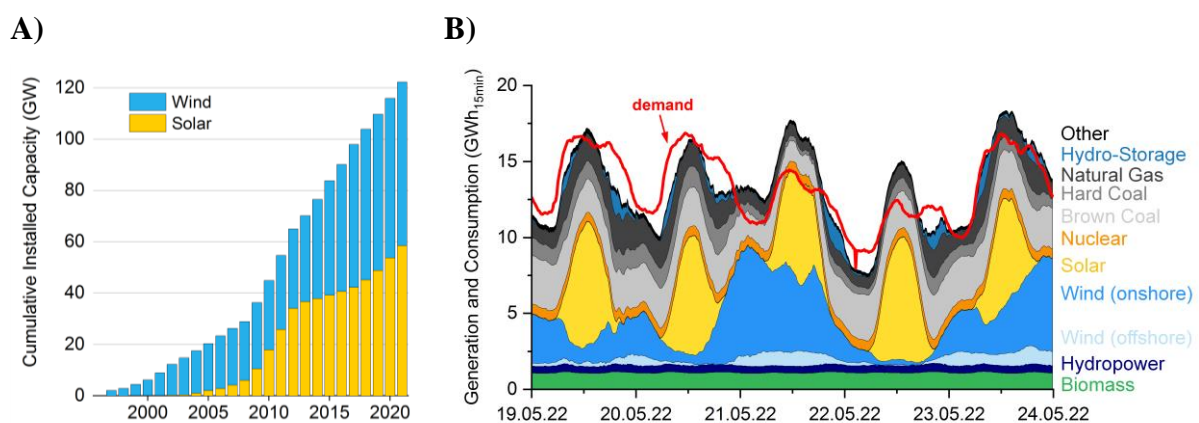 A)
B)
Cumulative Installed Capacity (GW)
120
100
80
60
40
20
0
Wind
Solar
2000
2005
2010
2015
2020
Generation and Consumption (GWh15min)
20
15
10
5
0
demand
19.05.22
20.05.22
21.05.22
22.05.22
23.05.22
24.05.22
Other
Hydro-Storage
Natural Gas
Hard Coal
Brown Coal
Nuclear
Solar
Wind (onshore)
Wind (offshore)
Hydropower
Biomass